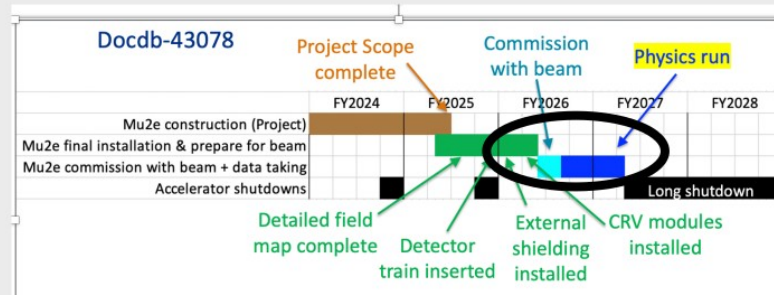 Docdb-43078
Project Scope
complete
Commission
with beam
Physics run
FY2024 FY2025 FY2026 FY2027 FY2028
Mu2e construction (Project)
Mu2e final installation & prepare for beam
Mu2e commission with beam + data taking
Accelerator shutdowns
Long shutdown
Detailed field
map complete
Detector
train inserted
External
shielding
installed
CRV modules
installed